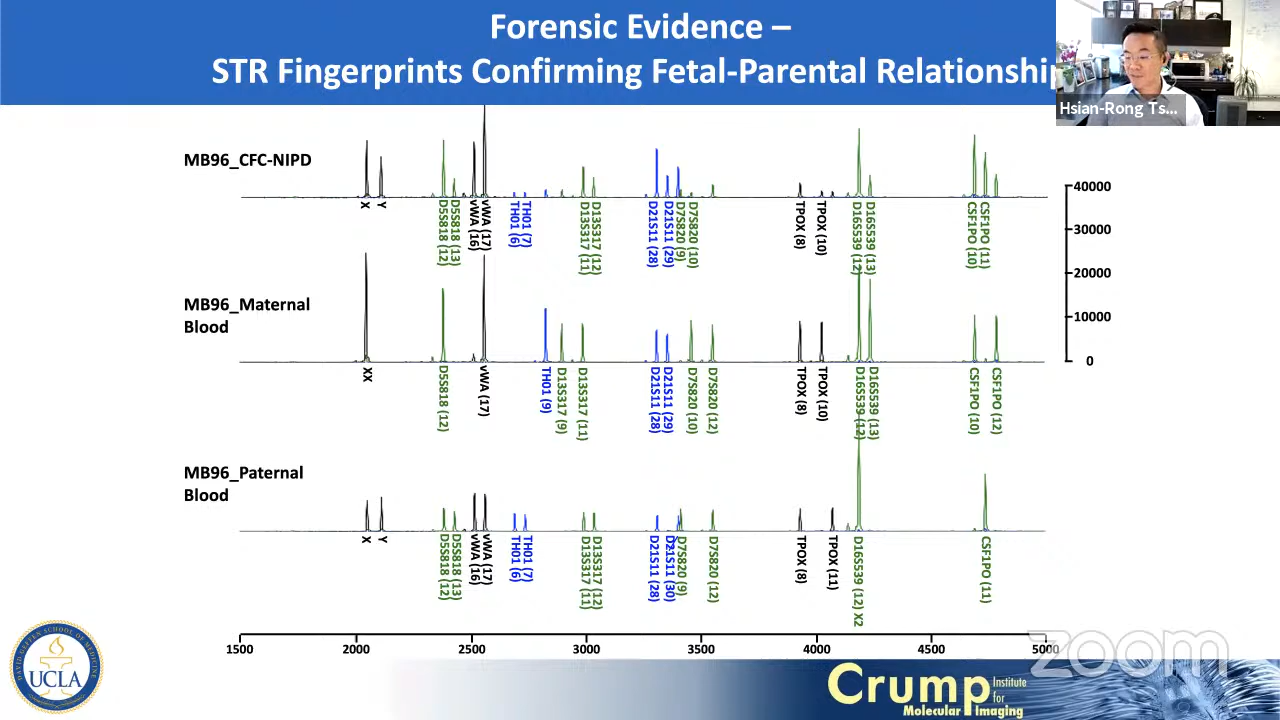 Forensic Evidence –
STR Fingerprints Confirming Fetal-Parental Relationship
Hsian-Rong Ts...
MB96_CFC-NIPD
X
Y
D5S818 (12)
D5S818 (13)
vWA (16)
vWA (17)
TH01 (6)
TH01 (7)
D13S317 (11)
D13S317 (12)
D21S11 (28)
D21S11 (29)
D7S820 (9)
D7S820 (10)
TPOX (8)
TPOX (10)
D16S539 (12)
D16S539 (13)
CSF1PO (10)
CSF1PO (11)
40000
30000
20000
10000
0
MB96_Maternal
Blood
XX
D5S818 (12)
vWA (17)
TH01 (9)
D13S317 (9)
D13S317 (11)
D21S11 (28)
D21S11 (29)
D7S820 (10)
D7S820 (12)
TPOX (8)
TPOX (10)
D16S539 (12)
D16S539 (13)
CSF1PO (10)
CSF1PO (12)
MB96_Paternal
Blood
X
Y
D5S818 (12)
D5S818 (13)
vWA (16)
vWA (17)
TH01 (6)
TH01 (7)
D13S317 (11)
D13S317 (12)
D21S11 (28)
D21S11 (30)
D7S820 (9)
D7S820 (12)
TPOX (8)
TPOX (11)
D16S539 (12) X2
CSF1PO (11)
1500 2000 2500 3000 3500 4000 4500 5000
DAVID GEFFEN SCHOOL OF MEDICINE
UCLA
Crump Institute
for
Molecular Imaging
zoom